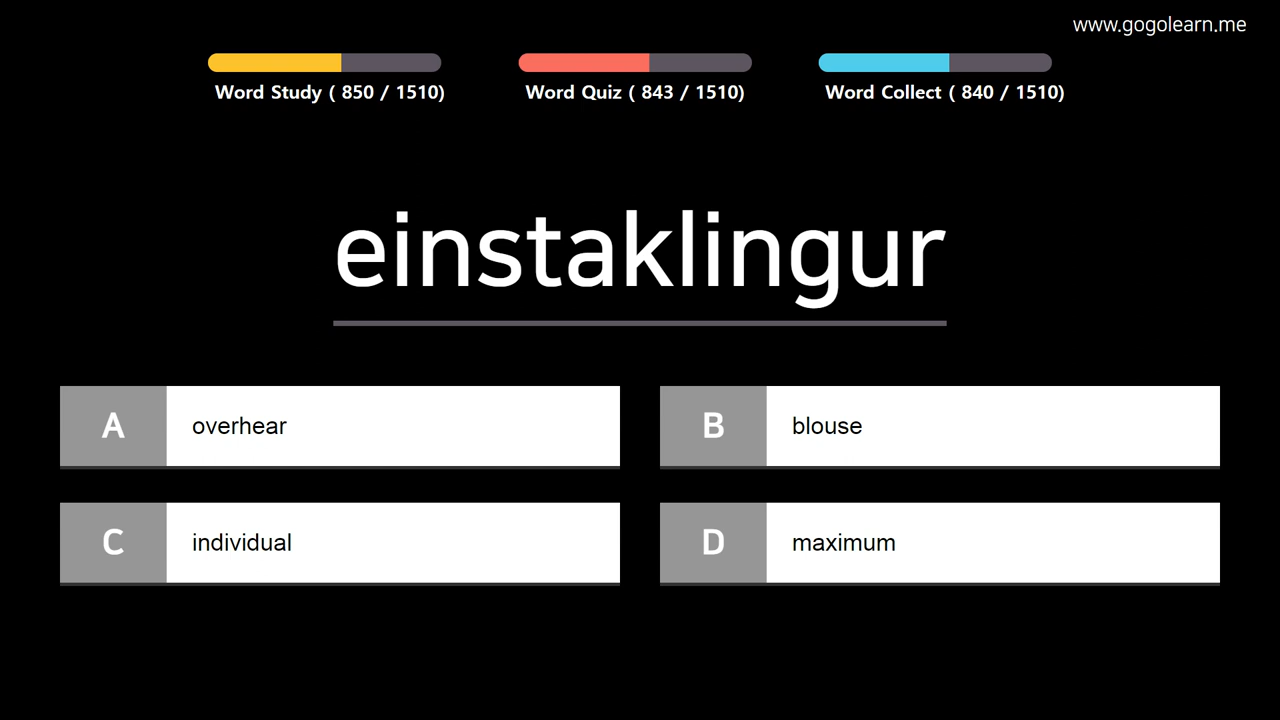 www.gogolearn.me
Word Study ( 850 / 1510)
Word Quiz ( 843 / 1510)
Word Collect ( 840 / 1510)
einstaklingur
A overhear
B blouse
C individual
D maximum